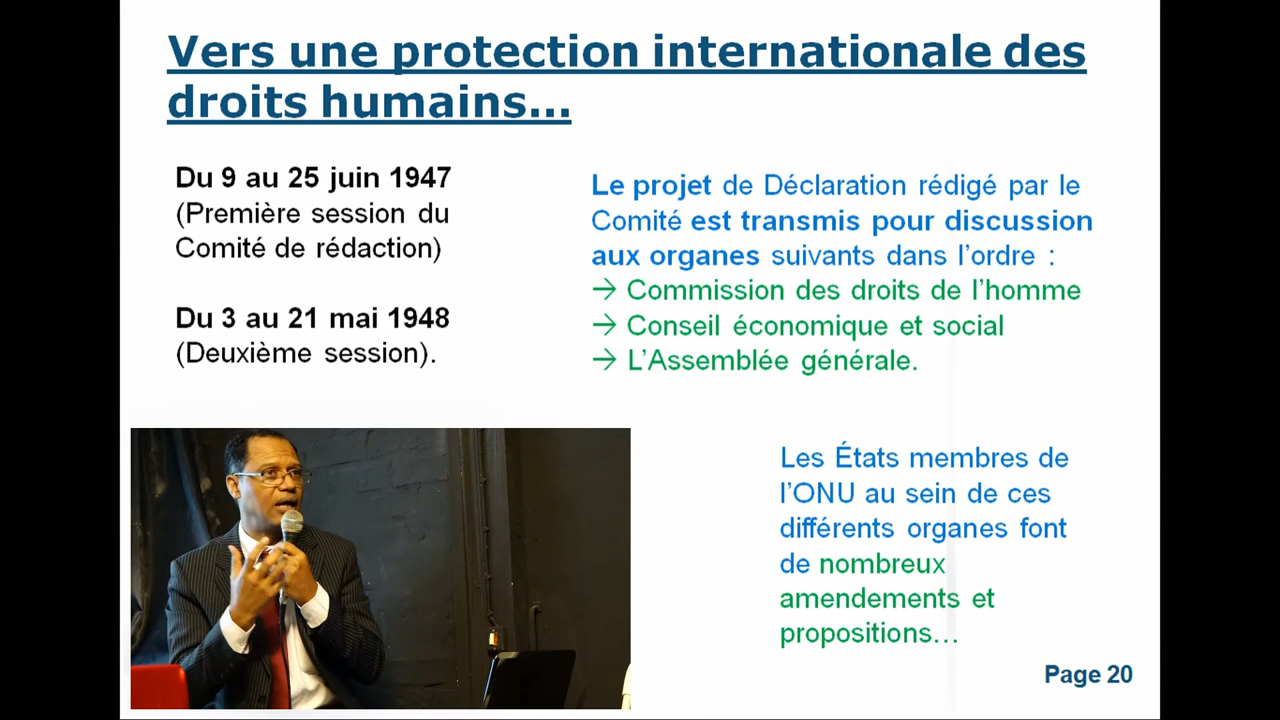 Vers une protection internationale des
droits humains...
Du 9 au 25 juin 1947
(Première session du
Comité de rédaction)
Du 3 au 21 mai 1948
(Deuxième session).
Le projet de Déclaration rédigé par le
Comité est transmis pour discussion
aux organes suivants dans l’ordre :
→ Commission des droits de l’homme
→ Conseil économique et social
→ L’Assemblée générale.
Les États membres de
l’ONU au sein de ces
différents organes font
de nombreux
amendements et
propositions…
Page 20